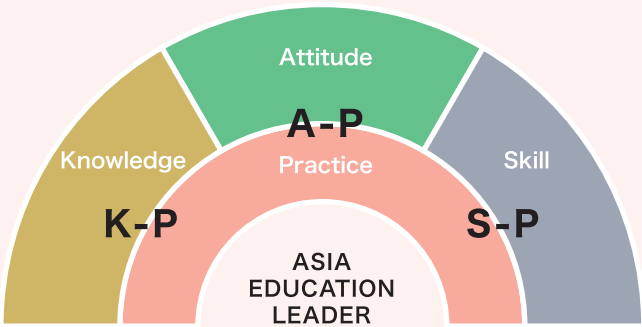 Attitude
A-P
Knowledge
Practice
Skill
K-P
S-P
ASIA
EDUCATION
LEADER